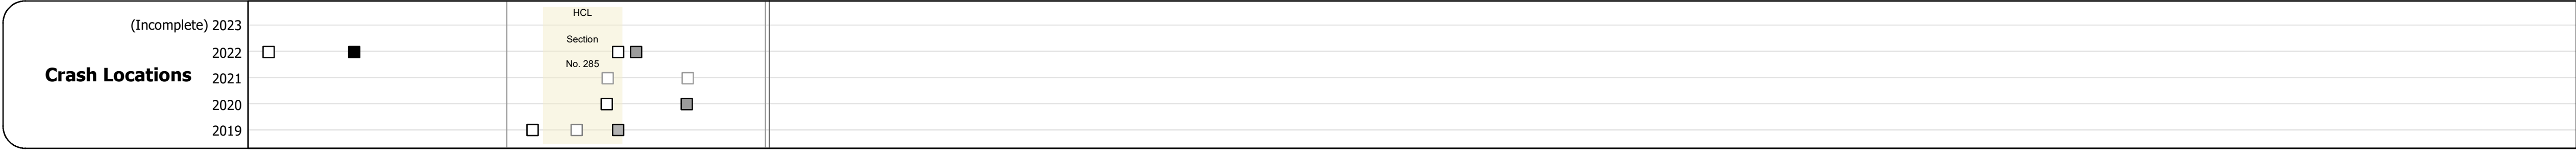 Crash Locations
(Incomplete) 2023
2022
2021
2020
2019
HCL
Section
No. 285